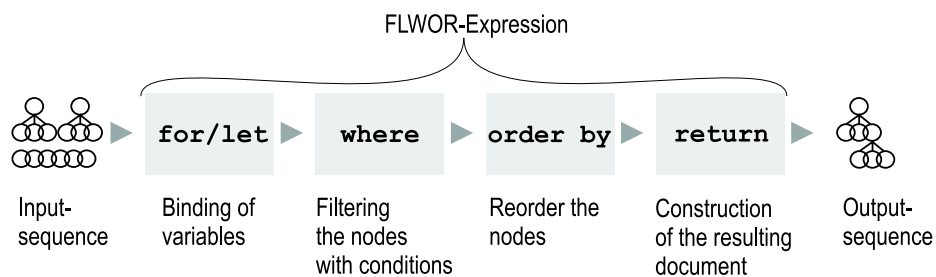 FLWOR-Expression
for/let
where
order by
return
Input-
sequence
Binding of
variables
Filtering
the nodes
with conditions
Reorder the
nodes
Construction
of the resulting
document
Output-
sequence